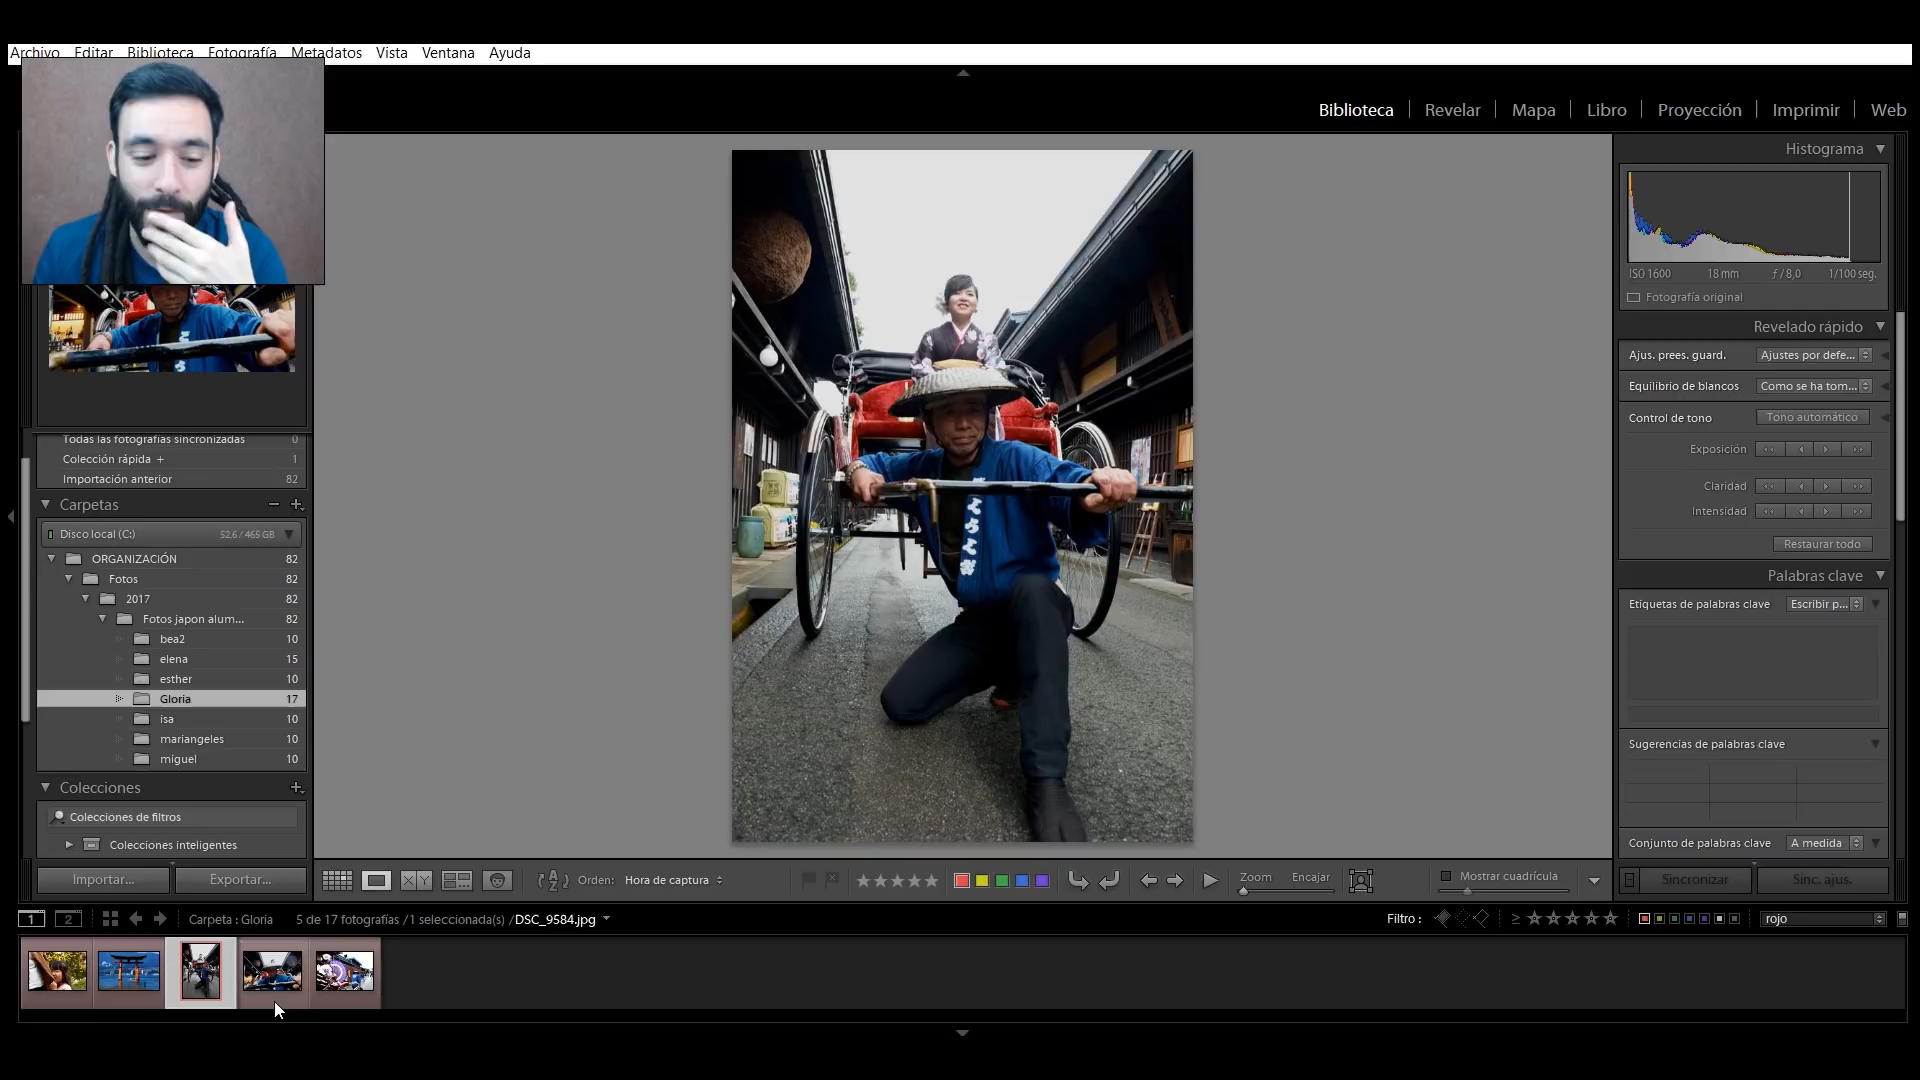 Archivo Editar Biblioteca Fotografía Metadatos Vista Ventana Ayuda
Biblioteca | Revelar | Mapa | Libro | Proyección | Imprimir | Web
Histograma
ISO 1600 18 mm ƒ / 8,0 1/100 seg.
Fotografía original
Revelado rápido
Ajus. prees. guard. Ajustes por defe...
Equilibrio de blancos Como se ha tom...
Control de tono Tono automático
Exposición
Claridad
Intensidad
Restaurar todo
Palabras clave
Etiquetas de palabras clave Escribir p...
Sugerencias de palabras clave
Conjunto de palabras clave A medida
Sincronizar Sinc. ajus.
Todas las fotografías sincronizadas 0
Colección rápida + 1
Importación anterior 82
Carpetas
Disco local (C:) 52,6 / 465 GB
ORGANIZACIÓN 82
Fotos 82
2017 82
Fotos japon alum... 82
bea2 10
elena 15
esther 10
Gloria 17
isa 10
mariangeles 10
miguel 10
Colecciones
Colecciones de filtros
Colecciones inteligentes
Importar... Exportar...
XY Orden: Hora de captura Zoom Encajar Mostrar cuadrícula
1 2 Carpeta : Gloria 5 de 17 fotografías / 1 seleccionada(s) / DSC_9584.jpg Filtro : ≥ rojo